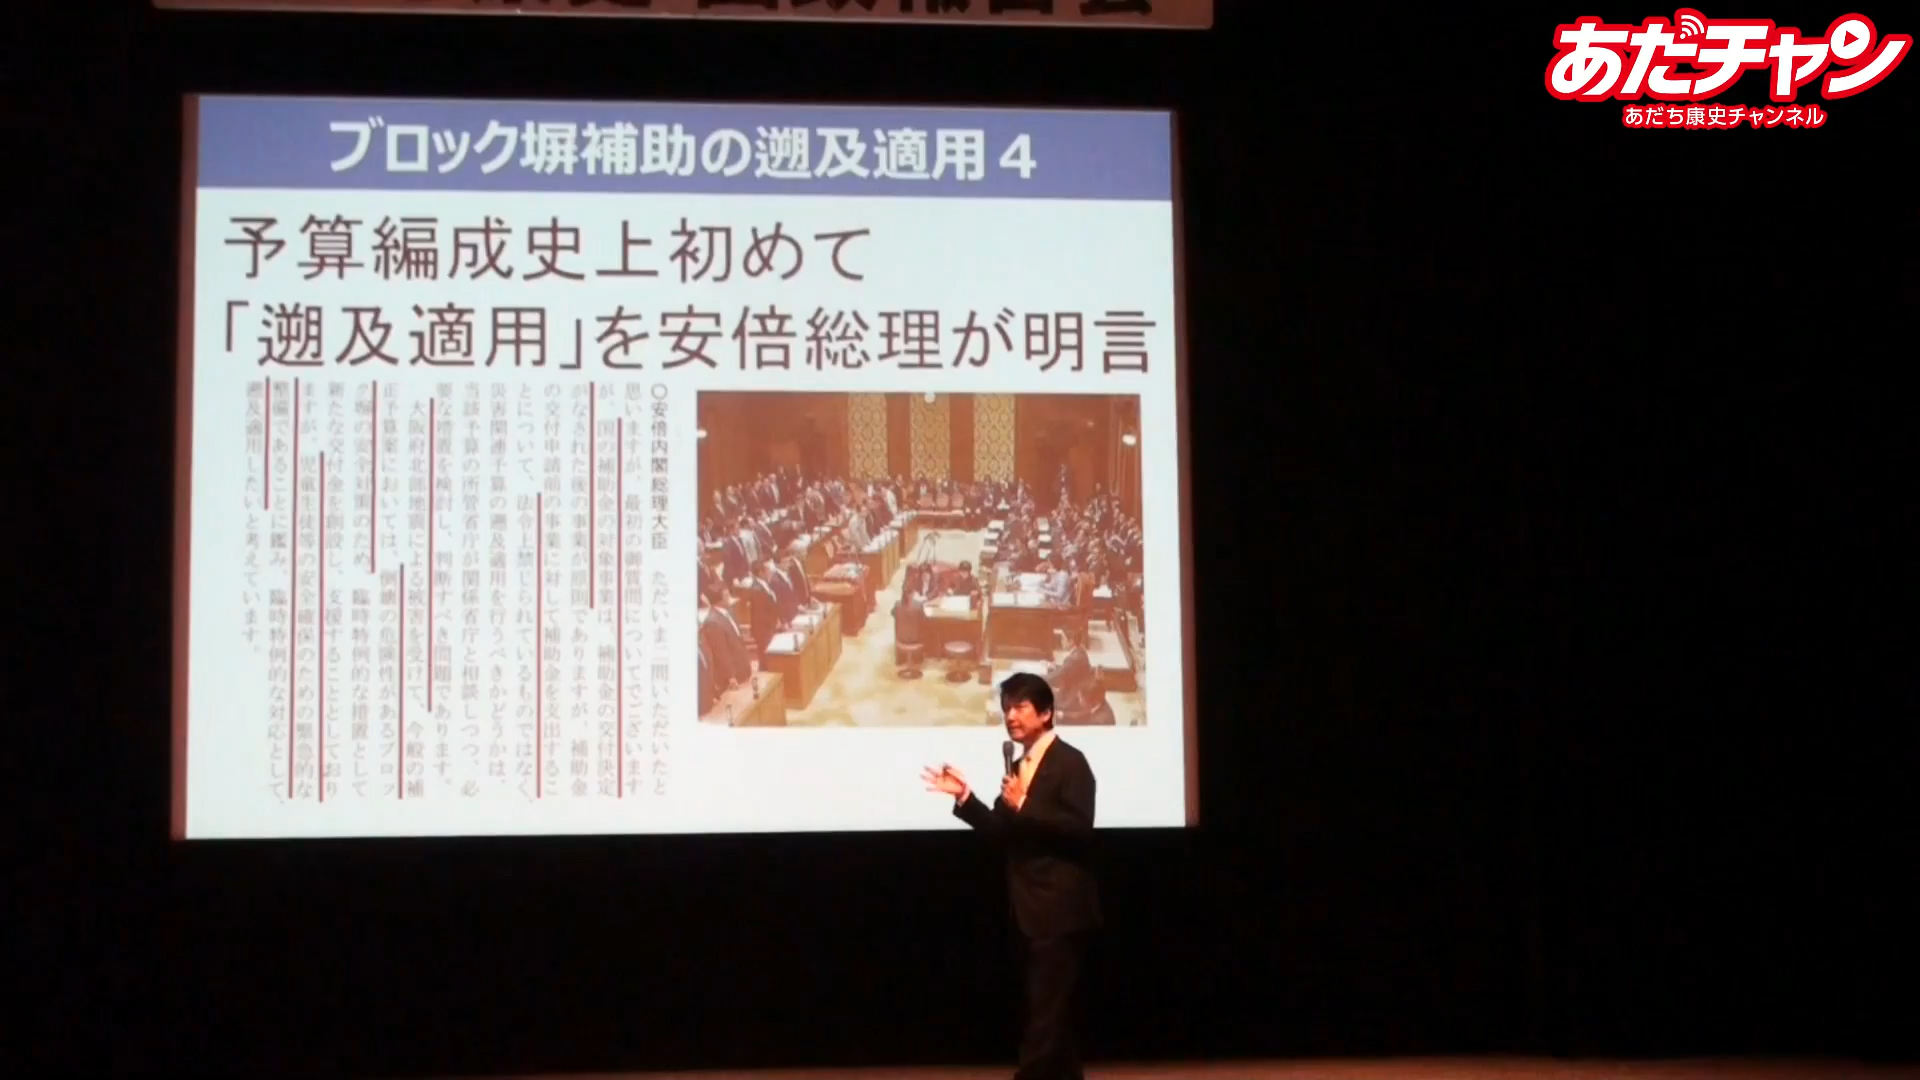 あだチャン
あだち康史チャンネル
ブロック塀補助の遡及適用4
予算編成史上初めて
「遡及適用」を安倍総理が明言
〇安倍内閣総理大臣　ただいま二問いただいたと
思いますが、最初の御質問についてでございます
が、国の補助金の対象事業は、補助金の交付決定
がなされた後の事業が原則でありますが、補助金
の交付申請前の事業に対して補助金を支出するこ
とについて、法令上禁じられているものではなく、
災害関連予算の遡及適用を行うべきかどうかは、
当該予算の所管省庁が関係省庁と相談しつつ、必
要な措置を検討し、判断すべき問題であります。
大阪府北部地震による被害を受けて、今般の補
正予算案においては、倒壊の危険性があるブロッ
ク塀の安全対策のため、臨時特例的な措置として
新たな交付金を創設し、支援することとしており
ますが、児童生徒等の安全確保のための緊急的な
整備であることに鑑み、臨時特例的な対応として、
遡及適用したいと考えています。